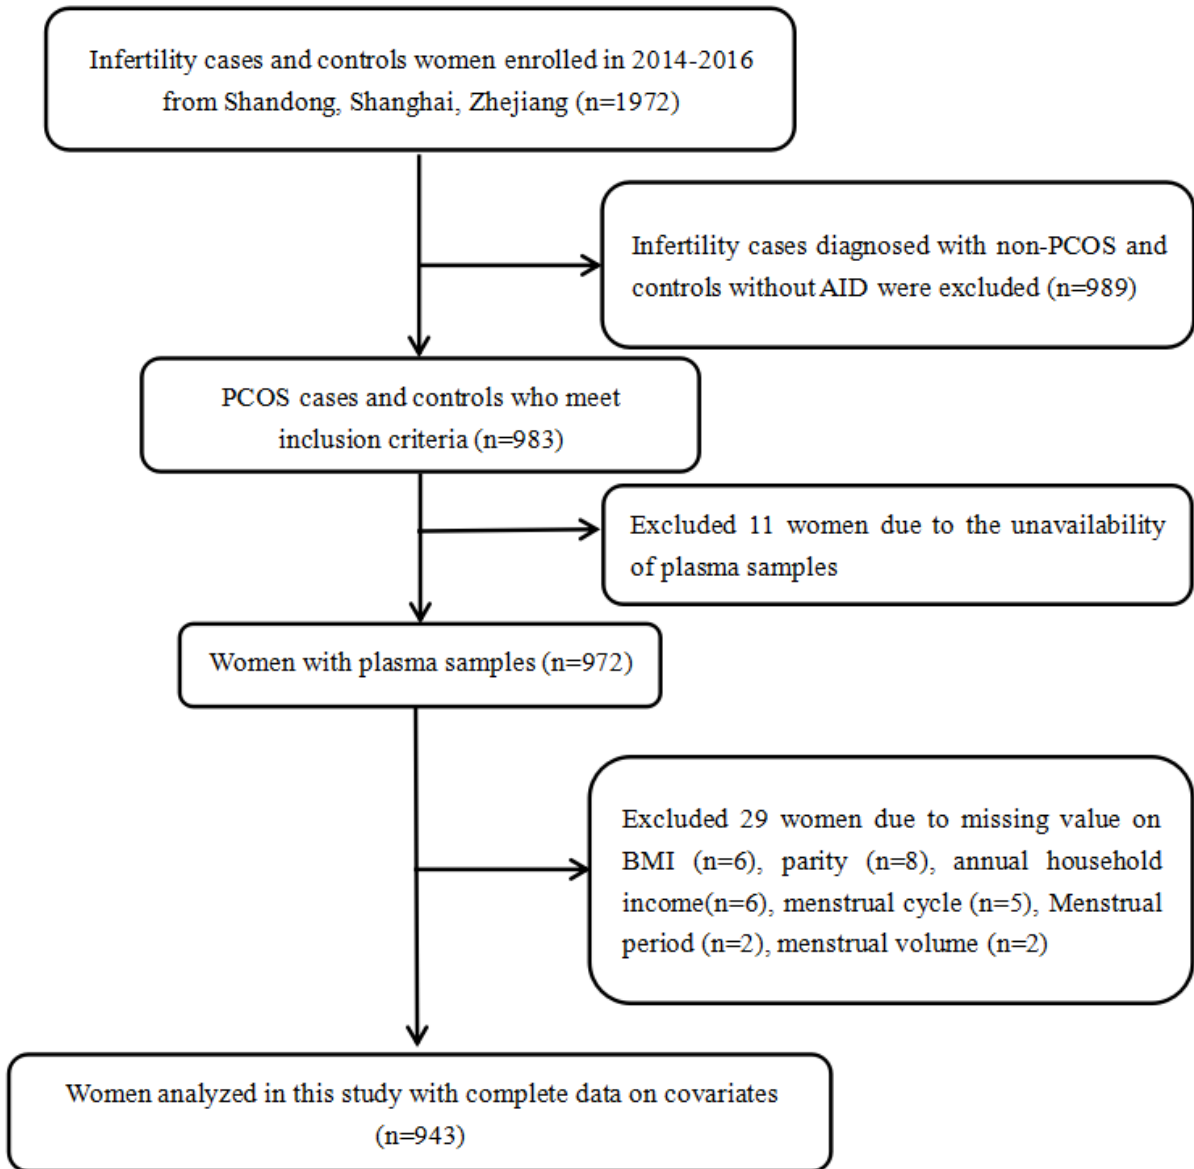 Infertility cases and controls women enrolled in 2014-2016
from Shandong, Shanghai, Zhejiang (n=1972)
Infertility cases diagnosed with non-PCOS and
controls without AID were excluded (n=989)
PCOS cases and controls who meet
inclusion criteria (n=983)
Excluded 11 women due to the unavailability
of plasma samples
Women with plasma samples (n=972)
Excluded 29 women due to missing value on
BMI (n=6), parity (n=8), annual household
income(n=6), menstrual cycle (n=5), Menstrual
period (n=2), menstrual volume (n=2)
Women analyzed in this study with complete data on covariates
(n=943)